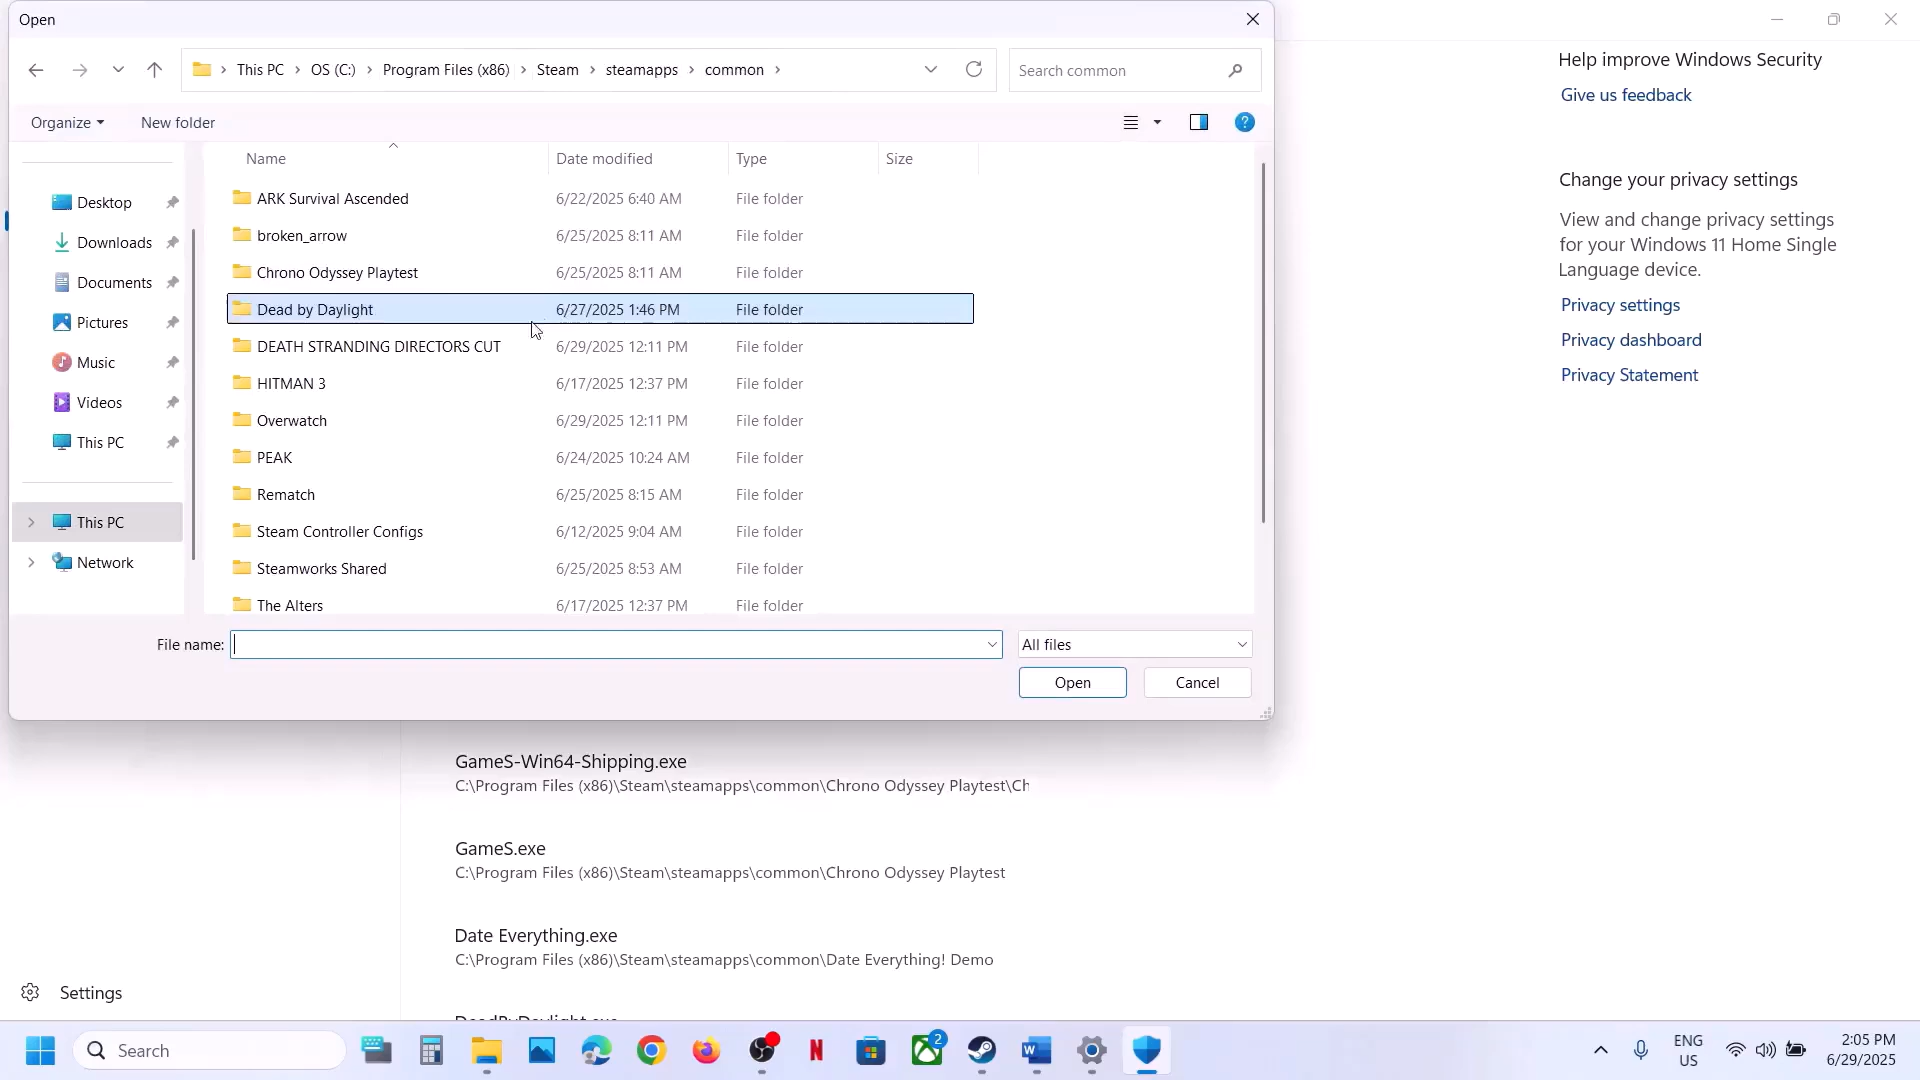 Open
This PC > OS (C:) > Program Files (x86) > Steam > steamapps > common >
Search common
Organize
New folder
Name
Date modified
Type
Size
Desktop
Downloads
Documents
Pictures
Music
Videos
This PC
This PC
Network
ARK Survival Ascended 6/22/2025 6:40 AM File folder
broken_arrow 6/25/2025 8:11 AM File folder
Chrono Odyssey Playtest 6/25/2025 8:11 AM File folder
Dead by Daylight 6/27/2025 1:46 PM File folder
DEATH STRANDING DIRECTORS CUT 6/29/2025 12:11 PM File folder
HITMAN 3 6/17/2025 12:37 PM File folder
Overwatch 6/29/2025 12:11 PM File folder
PEAK 6/24/2025 10:24 AM File folder
Rematch 6/25/2025 8:15 AM File folder
Steam Controller Configs 6/12/2025 9:04 AM File folder
Steamworks Shared 6/25/2025 8:53 AM File folder
The Alters 6/17/2025 12:37 PM File folder
File name:
All files
Open
Cancel
Help improve Windows Security
Give us feedback
Change your privacy settings
View and change privacy settings
for your Windows 11 Home Single
Language device.
Privacy settings
Privacy dashboard
Privacy Statement
GameS-Win64-Shipping.exe
C:\Program Files (x86)\Steam\steamapps\common\Chrono Odyssey Playtest\Ch
GameS.exe
C:\Program Files (x86)\Steam\steamapps\common\Chrono Odyssey Playtest
Date Everything.exe
C:\Program Files (x86)\Steam\steamapps\common\Date Everything! Demo
DeadByDaylight.exe
Settings
Search
2
ENG
US
2:05 PM
6/29/2025